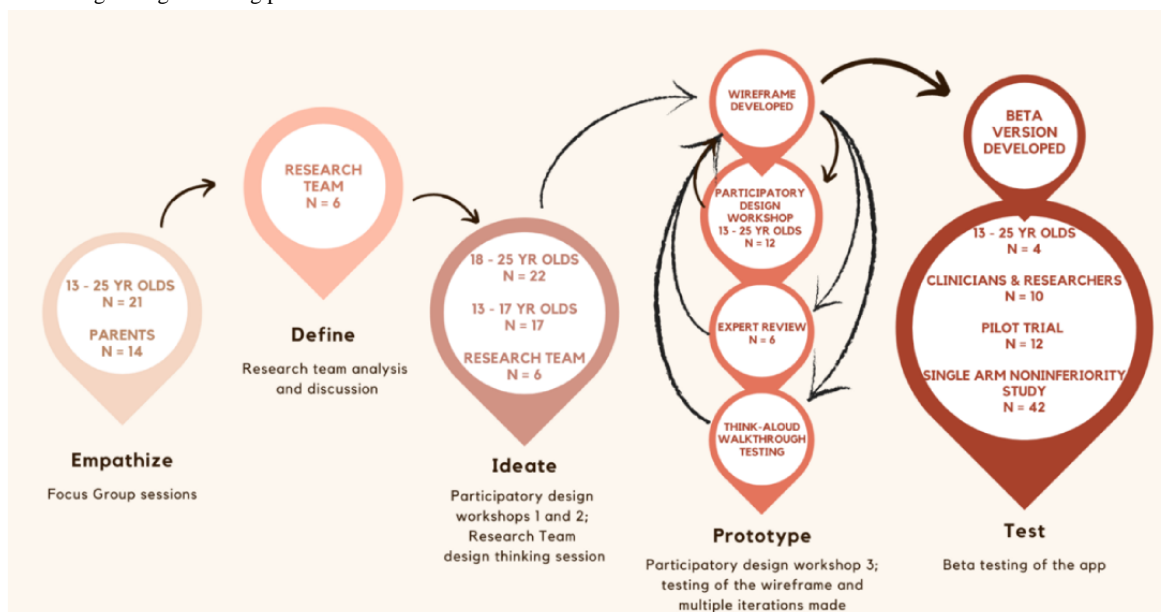 13 - 25 YR OLDS
N = 21
PARENTS
N = 14
Empathize
Focus Group sessions
RESEARCH
TEAM
N = 6
Define
Research team analysis
and discussion
18 - 25 YR OLDS
N = 22
13 - 17 YR OLDS
N = 17
RESEARCH TEAM
N = 6
Ideate
Participatory design
workshops 1 and 2;
Research Team
design thinking session
WIREFRAME
DEVELOPED
PARTICIPATORY
DESIGN
WORKSHOP
13 - 25 YR OLDS
N = 12
EXPERT REVIEW
N = 6
THINK-ALOUD
WALKTHROUGH
TESTING
Prototype
Participatory design workshop 3;
testing of the wireframe and
multiple iterations made
BETA
VERSION
DEVELOPED
13 - 25 YR OLDS
N = 4
CLINICIANS & RESEARCHERS
N = 10
PILOT TRIAL
N = 12
SINGLE ARM NONINFERIORITY
STUDY
N = 42
Test
Beta testing of the app